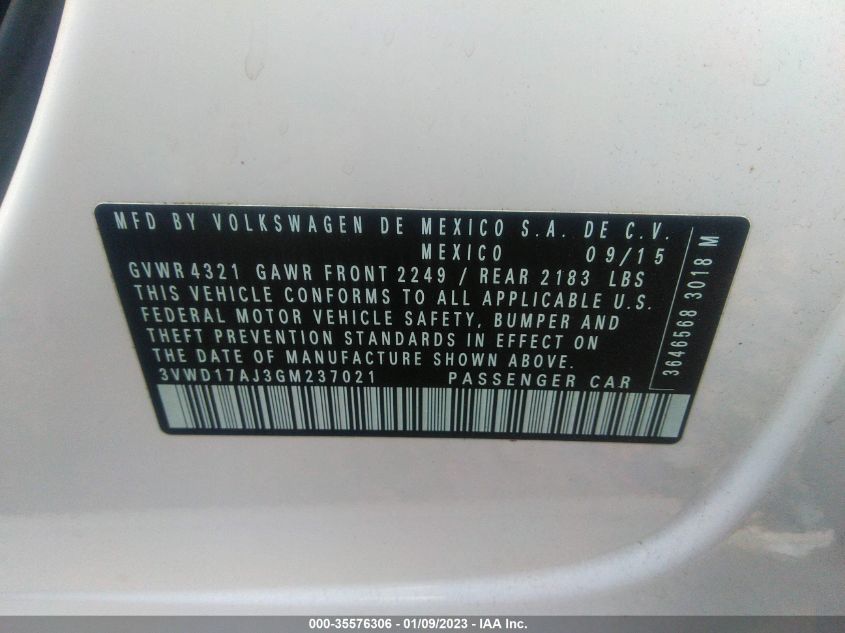 MFD BY VOLKSWAGEN DE MEXICO S.A. DE C.V.
MEXICO 09/15
GVWR 4321 GAWR FRONT 2249 / REAR 2183 LBS
THIS VEHICLE CONFORMS TO ALL APPLICABLE U.S.
FEDERAL MOTOR VEHICLE SAFETY, BUMPER AND
THEFT PREVENTION STANDARDS IN EFFECT ON
THE DATE OF MANUFACTURE SHOWN ABOVE.
3VWD17AJ3GM237021 PASSENGER CAR
3646568 3018 M
000-35576306 - 01/09/2023 - IAA Inc.